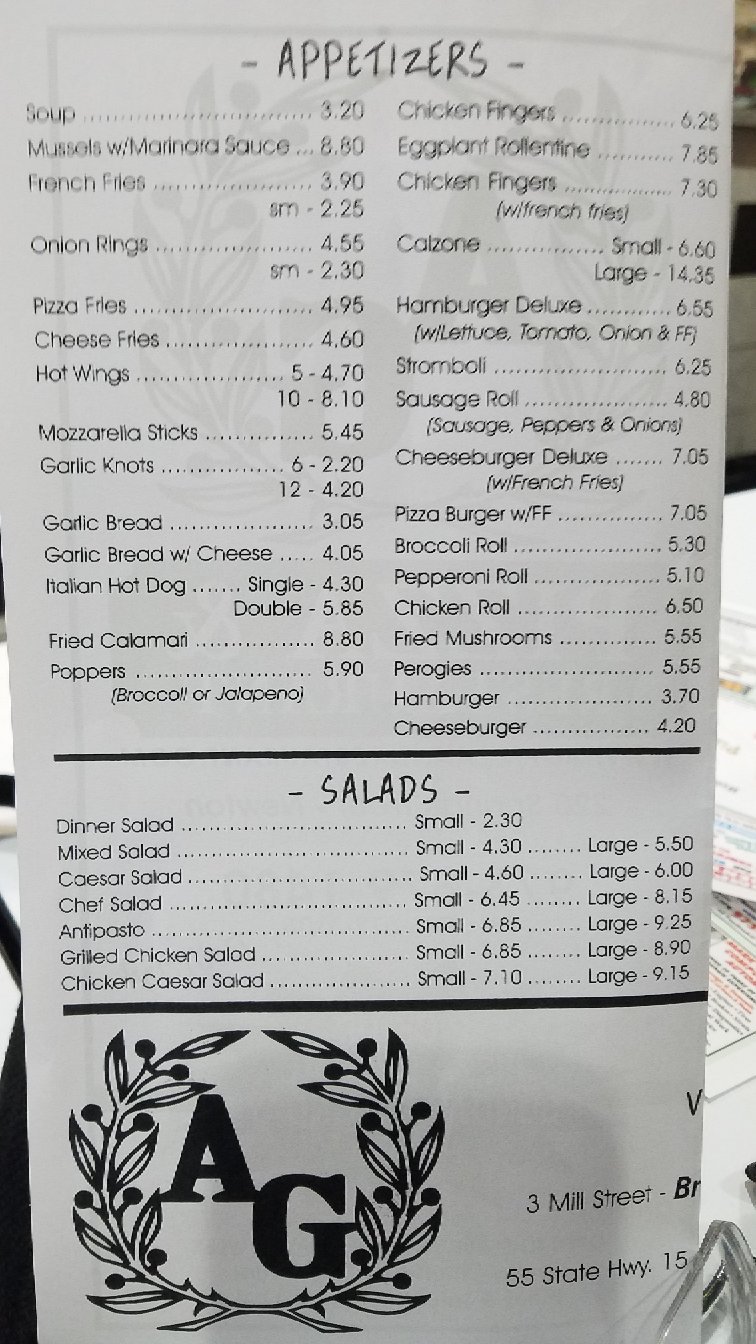 - APPETIZERS -
Soup .............................. 3.20
Mussels w/Marinara Sauce ... 8.80
French Fries ..................... 3.90
sm - 2.25
Onion Rings ..................... 4.55
sm - 2.30
Pizza Fries ........................ 4.95
Cheese Fries .................... 4.60
Hot Wings .................... 5 - 4.70
10 - 8.10
Mozzarella Sticks ............... 5.45
Garlic Knots ................. 6 - 2.20
12 - 4.20
Garlic Bread .................... 3.05
Garlic Bread w/ Cheese ..... 4.05
Italian Hot Dog ....... Single - 4.30
Double - 5.85
Fried Calamari ................. 8.80
Poppers ......................... 5.90
(Broccoli or Jalapeno)
Chicken Fingers ................ 6.25
Eggplant Rollentine ........... 7.85
Chicken Fingers ................ 7.30
(w/french fries)
Calzone ................. Small - 6.60
Large - 14.35
Hamburger Deluxe ............ 6.55
(w/Lettuce, Tomato, Onion & FF)
Stromboli ......................... 6.25
Sausage Roll .................... 4.80
(Sausage, Peppers & Onions)
Cheeseburger Deluxe ....... 7.05
(w/French Fries)
Pizza Burger w/FF ............... 7.05
Broccoli Roll ..................... 5.30
Pepperoni Roll .................. 5.10
Chicken Roll .................... 6.50
Fried Mushrooms .............. 5.55
Perogies ......................... 5.55
Hamburger ..................... 3.70
Cheeseburger ................. 4.20
- SALADS -
Dinner Salad ................................ Small - 2.30
Mixed Salad ................................. Small - 4.30 ........ Large - 5.50
Caesar Salad ................................ Small - 4.60 ........ Large - 6.00
Chef Salad .................................. Small - 6.45 ........ Large - 8.15
Antipasto .................................... Small - 6.85 ........ Large - 9.25
Grilled Chicken Salad ..................... Small - 6.85 ........ Large - 8.90
Chicken Caesar Salad .................... Small - 7.10 ........ Large - 9.15
AG
V
3 Mill Street - Br
55 State Hwy. 15